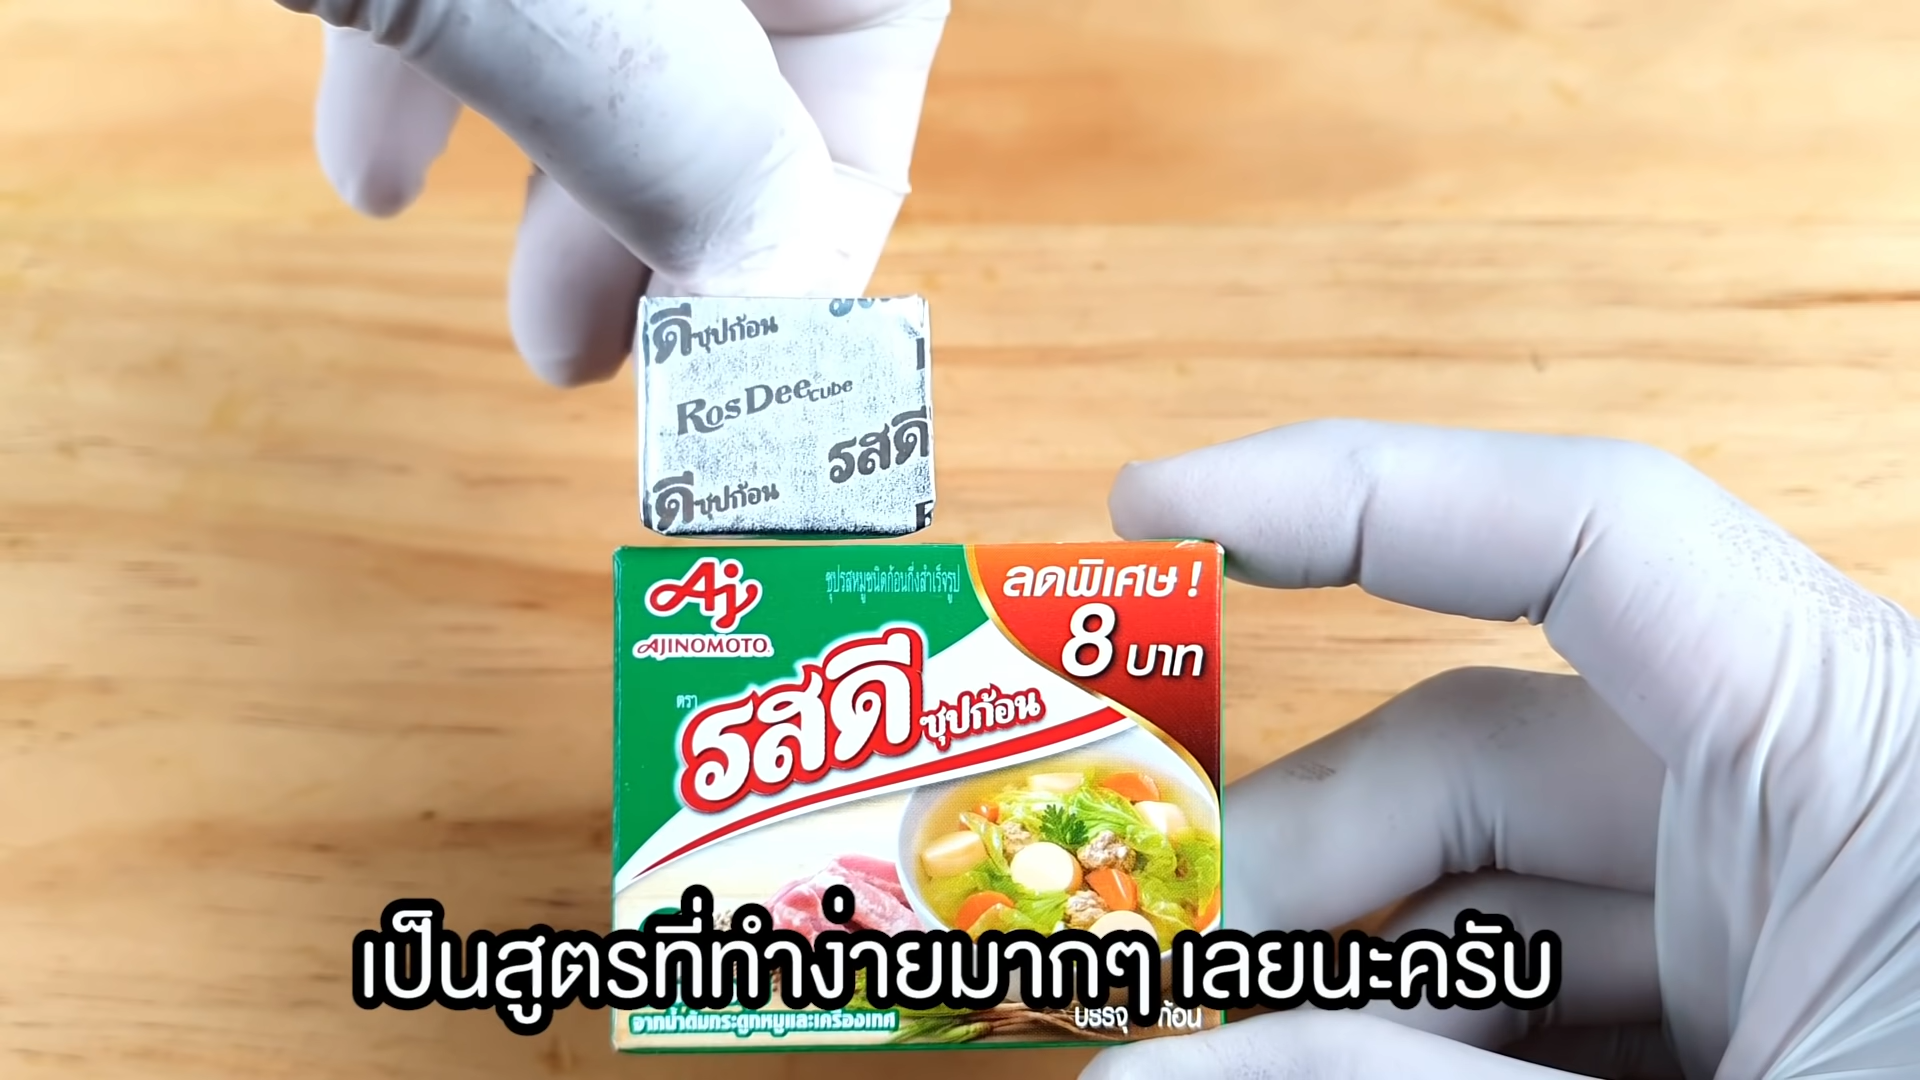 ดีซุปก้อน
RosDee CUBE
รสดี
ดีซุปก้อน
Aj
AJINOMOTO
ซุปรสหมูชนิดก้อนกึ่งสำเร็จรูป
ลดพิเศษ !
8 บาท
ตรา
รสดี ซุปก้อน
เป็นสูตรที่ทำง่ายมากๆ เลยนะครับ
จากน้ำต้มกระดูกหมูและเครื่องเทศ
บรรจุ ก้อน